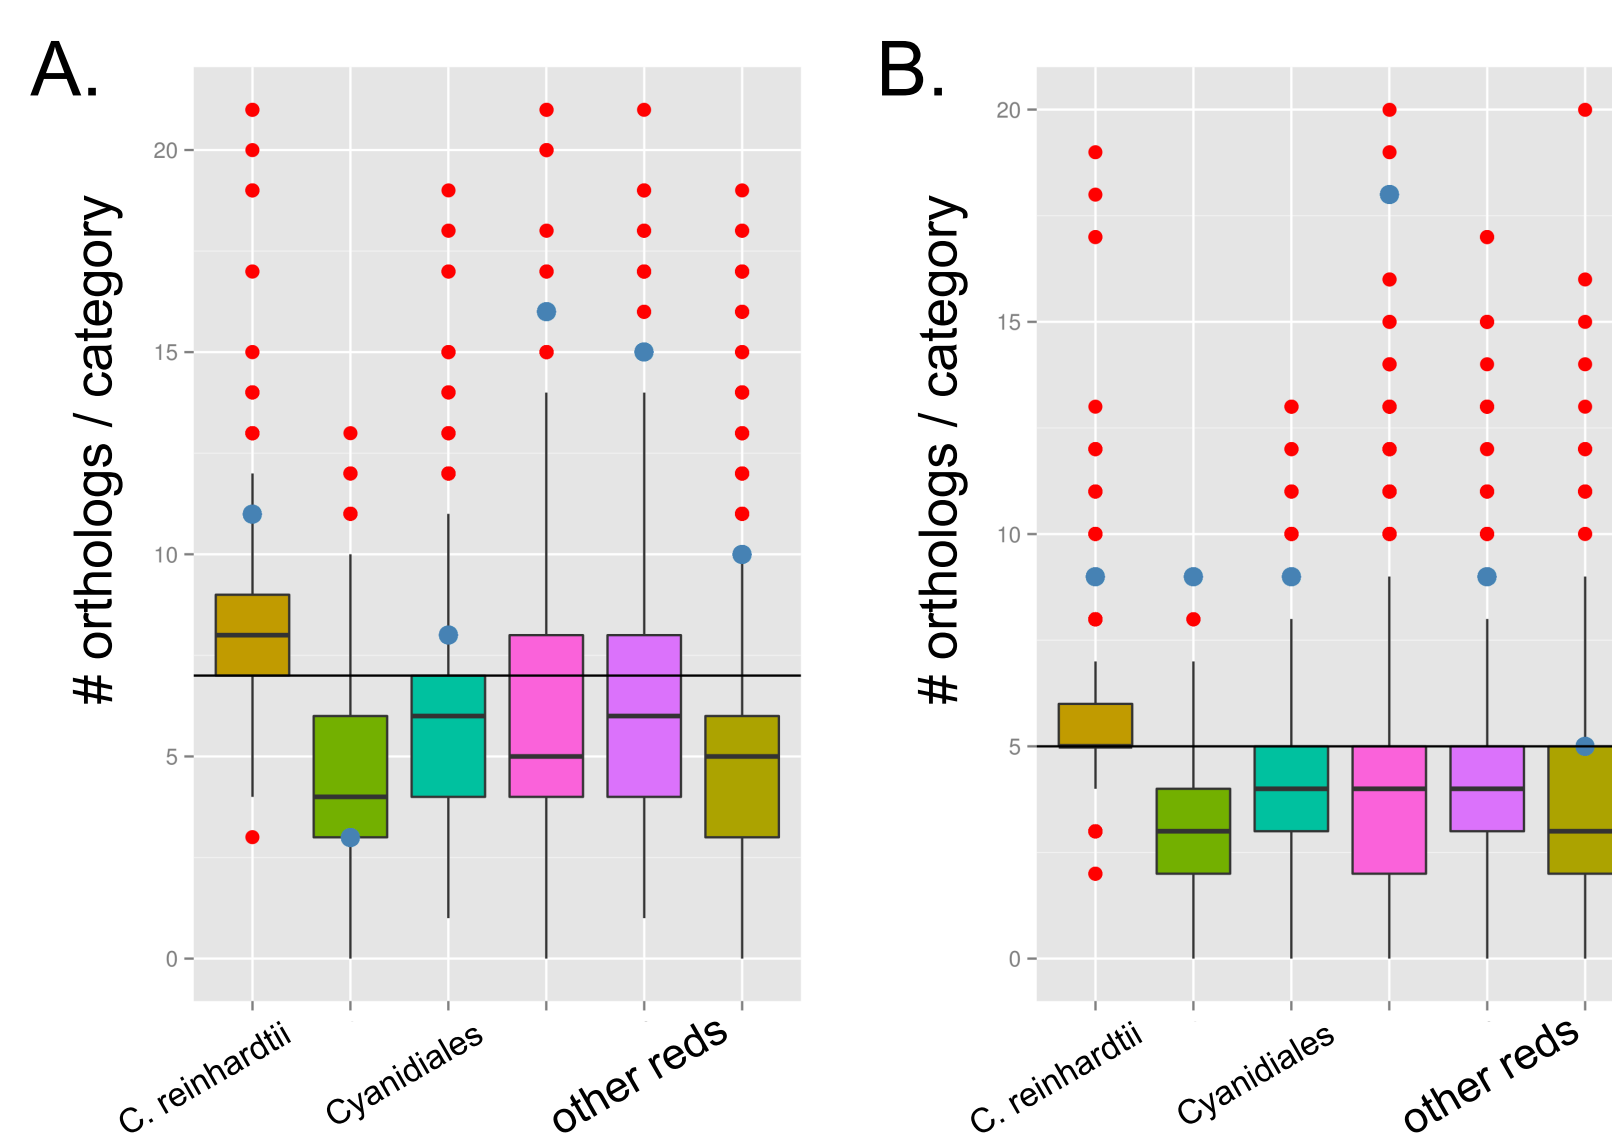 A.
# orthologs / category
20
15
10
5
0
C. reinhardtii
Cyanidiales
other reds
B.
# orthologs / category
20
15
10
5
0
C. reinhardtii
Cyanidiales
other reds